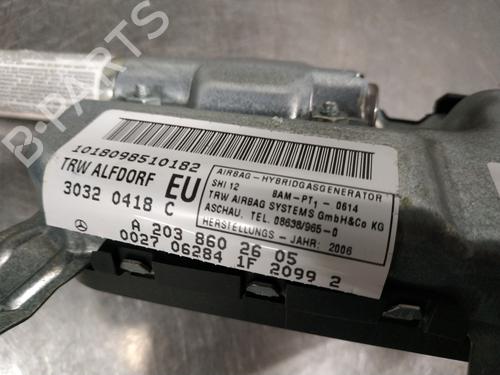 B-PARTS
1018098510182
TRW ALFDORF EU
3032 0418 C
AIRBAG-HYBRIDGASGENERATOR
SHI 12 BAM-PT1-0614
TRW AIRBAG SYSTEMS GmbH&Co KG
ASCHAU. TEL. 08638/965-0
HERSTELLUNGS-JAHR: 2006
A 203 860 26 05
0027 06284 1F 2099 2